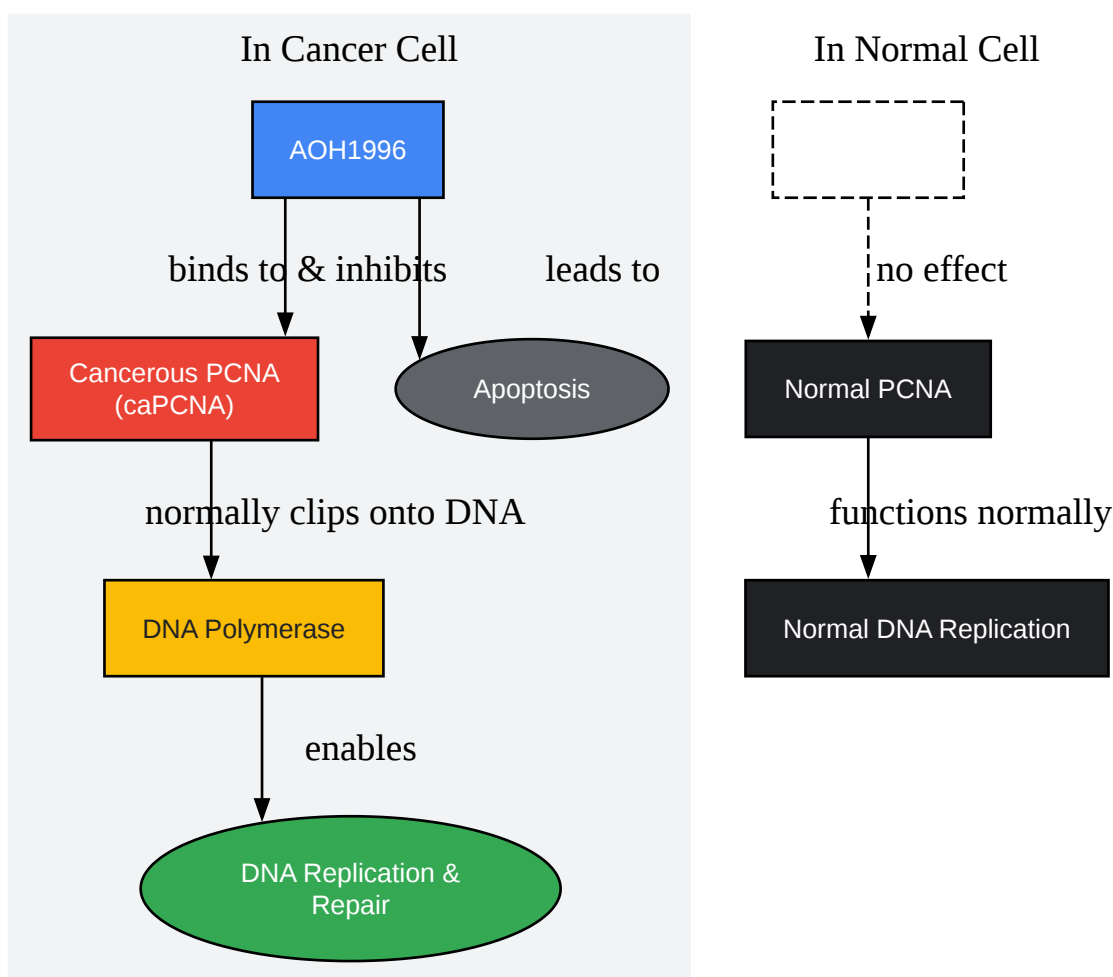 In Cancer Cell
AOH1996
binds to & inhibits
leads to
Cancerous PCNA
(caPCNA)
Apoptosis
normally clips onto DNA
DNA Polymerase
enables
DNA Replication &
Repair
In Normal Cell
no effect
Normal PCNA
functions normally
Normal DNA Replication